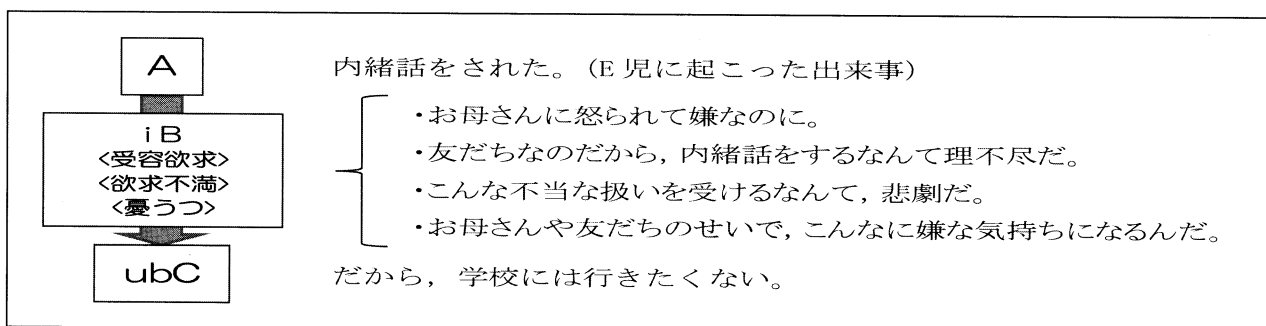 A
内緒話をされた。(E児に起こった出来事)
iB
<受容欲求>
<欲求不満>
<憂うつ>
・お母さんに怒られて嫌なのに。
・友だちなのだから,内緒話をするなんて理不尽だ。
・こんな不当な扱いを受けるなんて,悲劇だ。
・お母さんや友だちのせいで,こんなに嫌な気持ちになるんだ。
ubC
だから,学校には行きたくない。